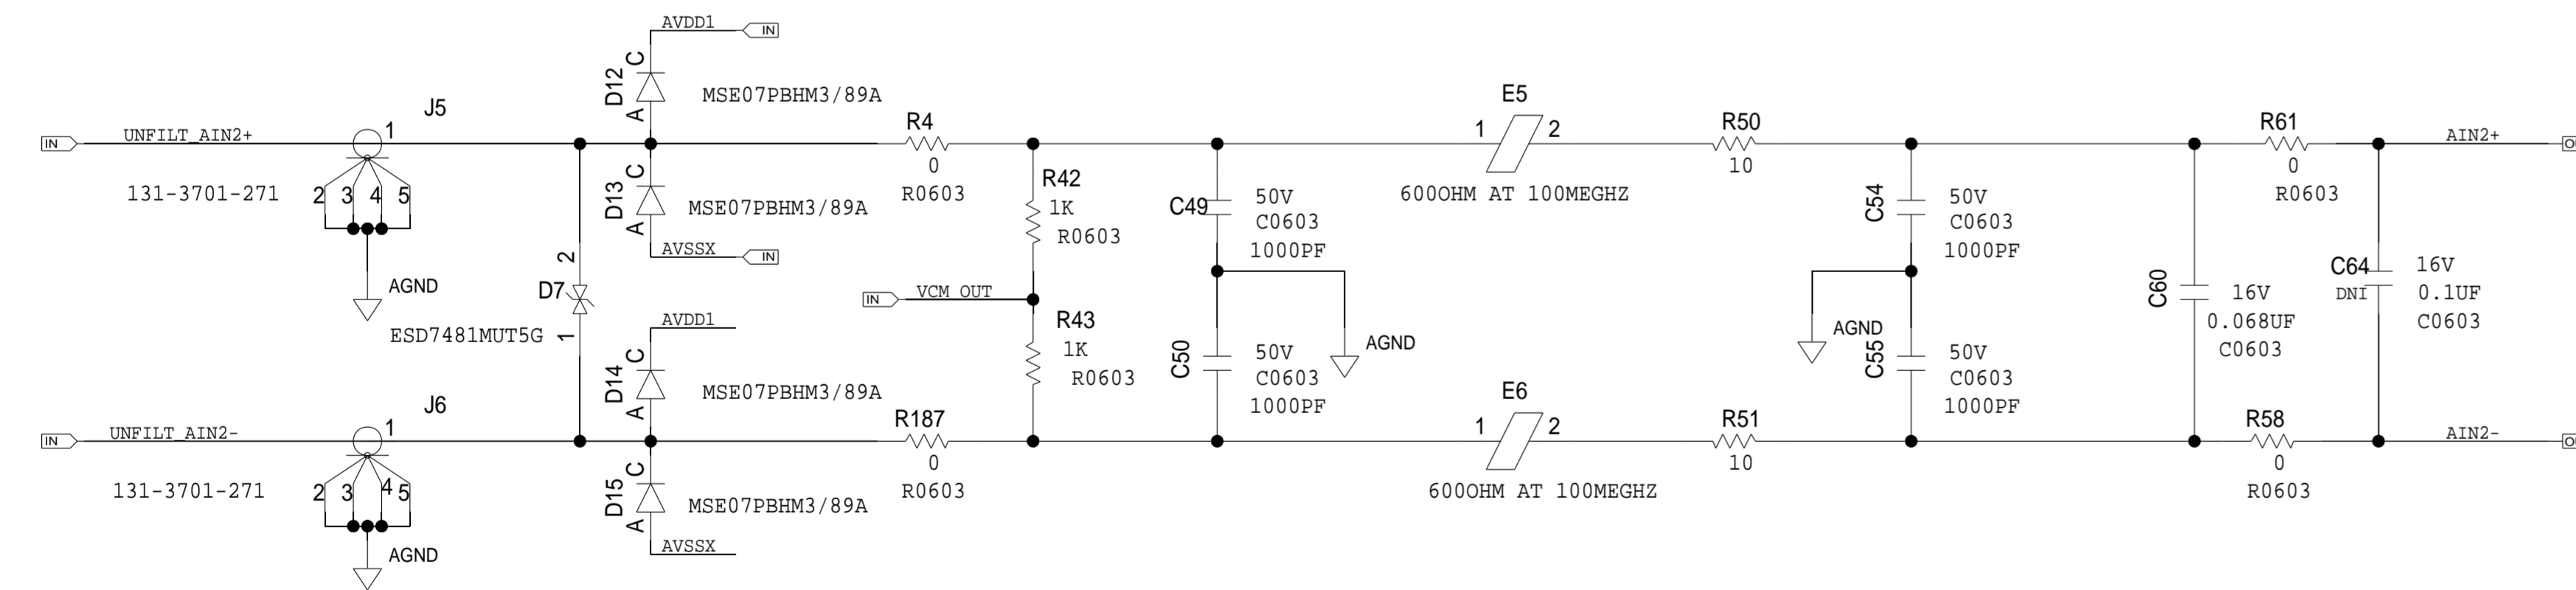 AVDD1
IN
D12
C
A
MSE07PBHM3/89A
J5
1
IN
UNFILT_AIN2+
131-3701-271
2 3 4 5
AGND
D13
C
A
MSE07PBHM3/89A
AVSSX
IN
R4
0
R0603
R42
1K
R0603
C49
50V
C0603
1000PF
E5
1 2
600OHM AT 100MEGHZ
R50
10
C54
50V
C0603
1000PF
R61
0
R0603
AIN2+
2
D7
1
ESD7481MUT5G
IN
VCM_OUT
R43
1K
R0603
AGND
C50
50V
C0603
1000PF
AGND
C55
50V
C0603
1000PF
C60
16V
0.068UF
C0603
C64
DNI
16V
0.1UF
C0603
AVDD1
D14
C
A
MSE07PBHM3/89A
J6
1
IN
UNFILT_AIN2-
131-3701-271
2 3 4 5
AGND
D15
C
A
MSE07PBHM3/89A
AVSSX
R187
0
R0603
E6
1 2
600OHM AT 100MEGHZ
R51
10
R58
0
R0603
AIN2-